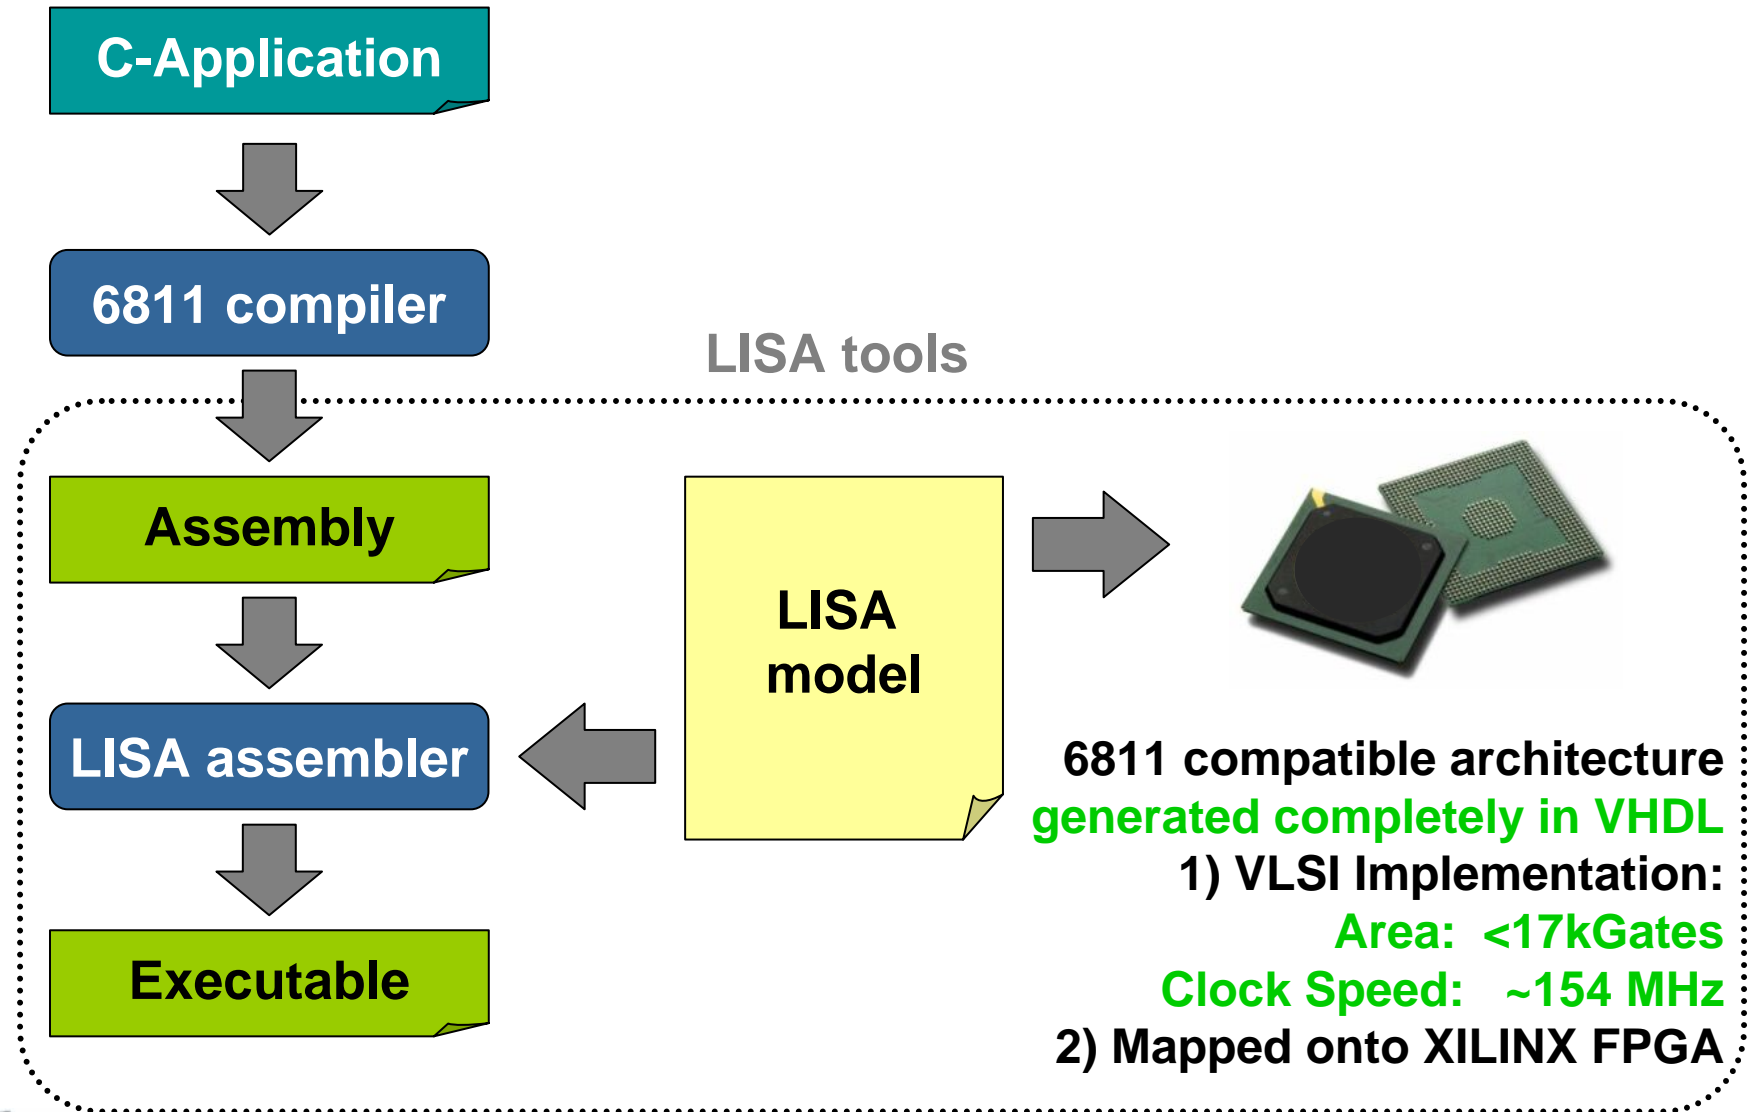 C-Application
6811 compiler
LISA tools
Assembly
LISA
model
LISA assembler
Executable
6811 compatible architecture
generated completely in VHDL
1) VLSI Implementation:
Area: <17kGates
Clock Speed: ~154 MHz
2) Mapped onto XILINX FPGA